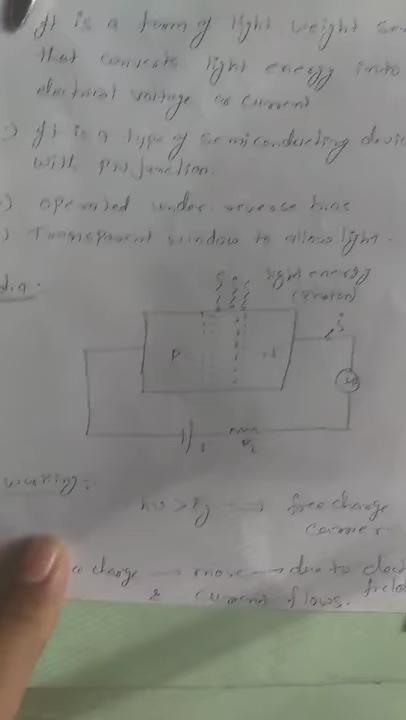 It is a form of light weight
that converts light energy into
electrical voltage or current
It is a type of semiconducting
with PN junction.
operated under reverse bias
Transparent window to allow light.
dia.
light energy
(Photon)
P
N
working:
hν > Eg → free charge
carrier.
charge → move → due to
& current flows.